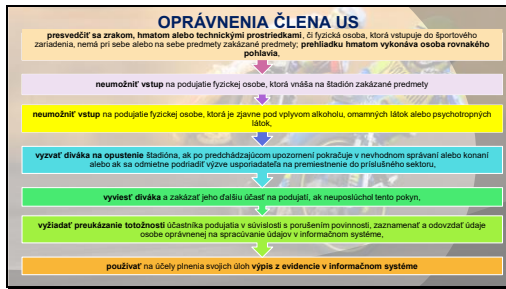 OPRÁVNENIA ČLENA US
presvedčiť sa zrakom, hmatom alebo technickými prostriedkami, či fyzická osoba, ktorá vstupuje do športového
zariadenia, nemá pri sebe alebo na sebe predmety zakázané predmety; prehliadku hmatom vykonáva osoba rovnakého
pohlavia,
neumožniť vstup na podujatie fyzickej osobe, ktorá vnáša na štadión zakázané predmety
neumožniť vstup na podujatie fyzickej osobe, ktorá je zjavne pod vplyvom alkoholu, omamných látok alebo psychotropných
látok,
vyzvať diváka na opustenie štadióna, ak po predchádzajúcom upozornení pokračuje v nevhodnom správaní alebo konaní
alebo ak sa odmietne podriadiť výzve usporiadateľa na premiestnenie do príslušného sektoru,
vyviesť diváka a zakázať jeho ďalšiu účasť na podujatí, ak neuposlúchol tento pokyn,
vyžiadať preukázanie totožnosti účastníka podujatia v súvislosti s porušením povinnosti, zaznamenať a odovzdať údaje
osobe oprávnenej na spracúvanie údajov v informačnom systéme,
používať na účely plnenia svojich úloh výpis z evidencie v informačnom systéme